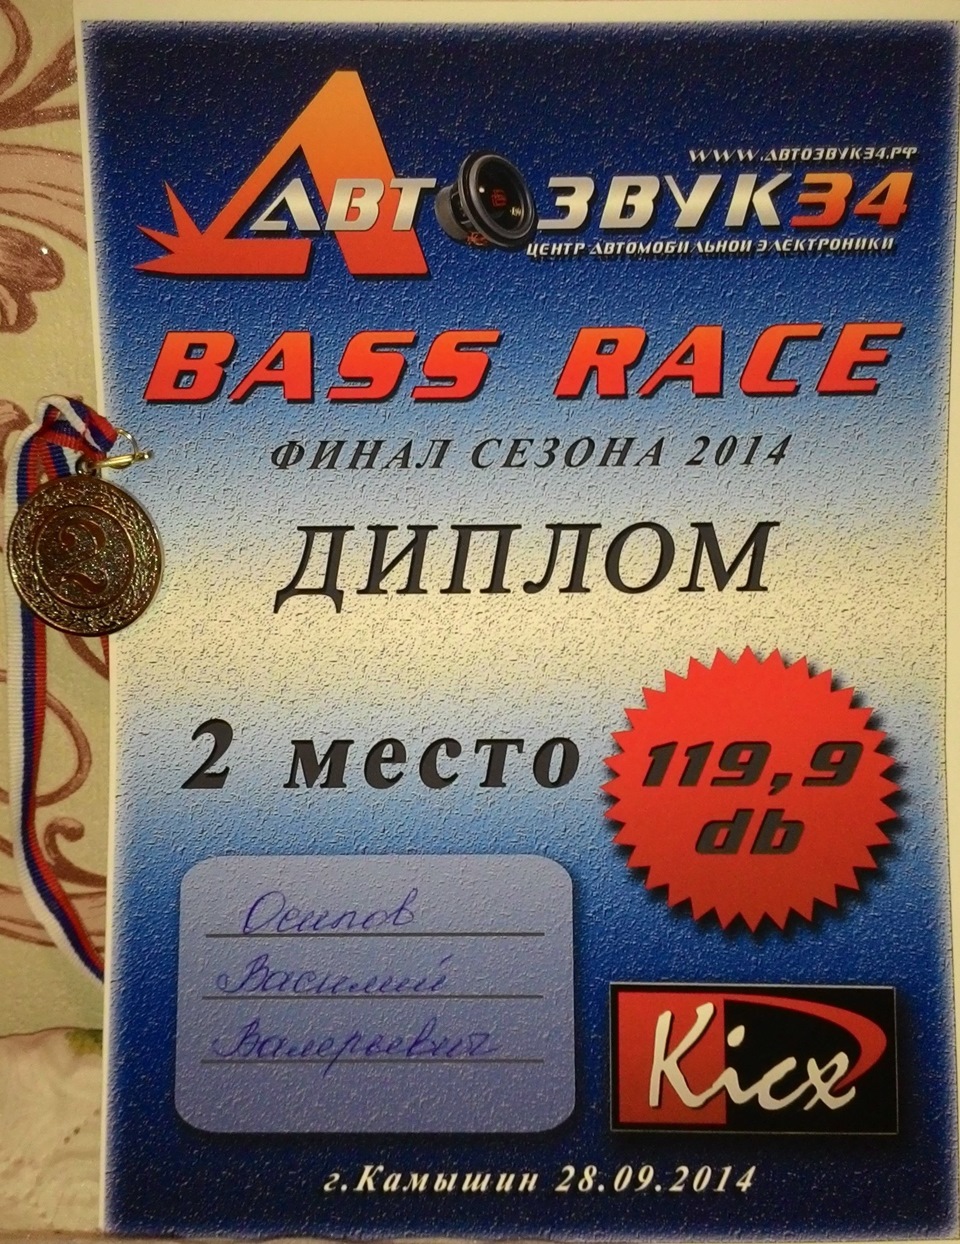 WWW.АВТОЗВУК34.РФ
АВТОЗВУК34
ЦЕНТР АВТОМОБИЛЬНОЙ ЭЛЕКТРОНИКИ
BASS RACE
ФИНАЛ СЕЗОНА 2014
ДИПЛОМ
2
2 место
119,9
db
Осипов
Василий
Валерьевич
Kicx
г.Камышин 28.09.2014